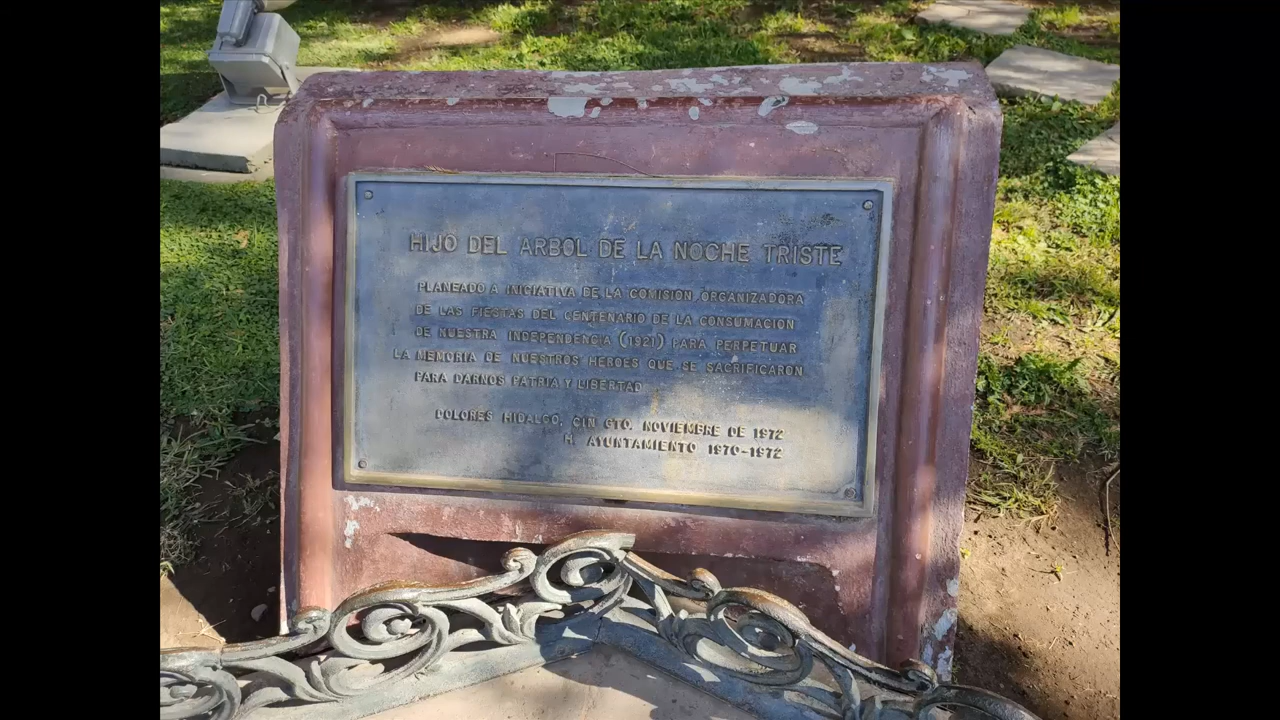 HIJO DEL ARBOL DE LA NOCHE TRISTE
PLANEADO A INICIATIVA DE LA COMISION ORGANIZADORA
DE LAS FIESTAS DEL CENTENARIO DE LA CONSUMACION
DE NUESTRA INDEPENDENCIA (1921) PARA PERPETUAR
LA MEMORIA DE NUESTROS HEROES QUE SE SACRIFICARON
PARA DARNOS PATRIA Y LIBERTAD
DOLORES HIDALGO, CIN GTO. NOVIEMBRE DE 1972
H. AYUNTAMIENTO 1970-1972